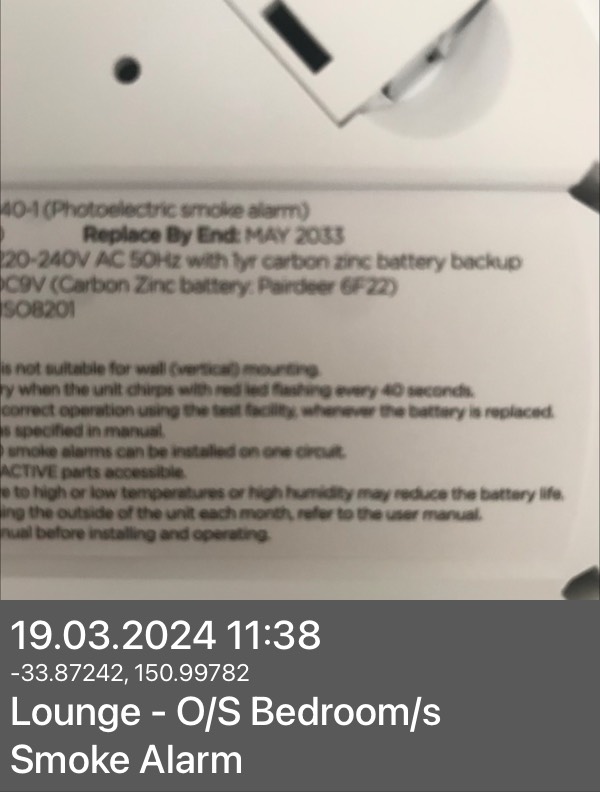 40-1 (Photoelectric smoke alarm)
)
Replace By End: MAY 2033
220-240V AC 50Hz with 1yr carbon zinc battery backup
DC9V (Carbon Zinc battery: Pairdeer 6F22)
ISO8201
is not suitable for wall (vertical) mounting.
ry when the unit chirps with red led flashing every 40 seconds.
correct operation using the test facility, whenever the battery is replaced.
as specified in manual.
) smoke alarms can be installed on one circuit.
ACTIVE parts accessible.
e to high or low temperatures or high humidity may reduce the battery life.
ing the outside of the unit each month, refer to the user manual.
nual before installing and operating.
19.03.2024 11:38
-33.87242, 150.99782
Lounge - O/S Bedroom/s
Smoke Alarm